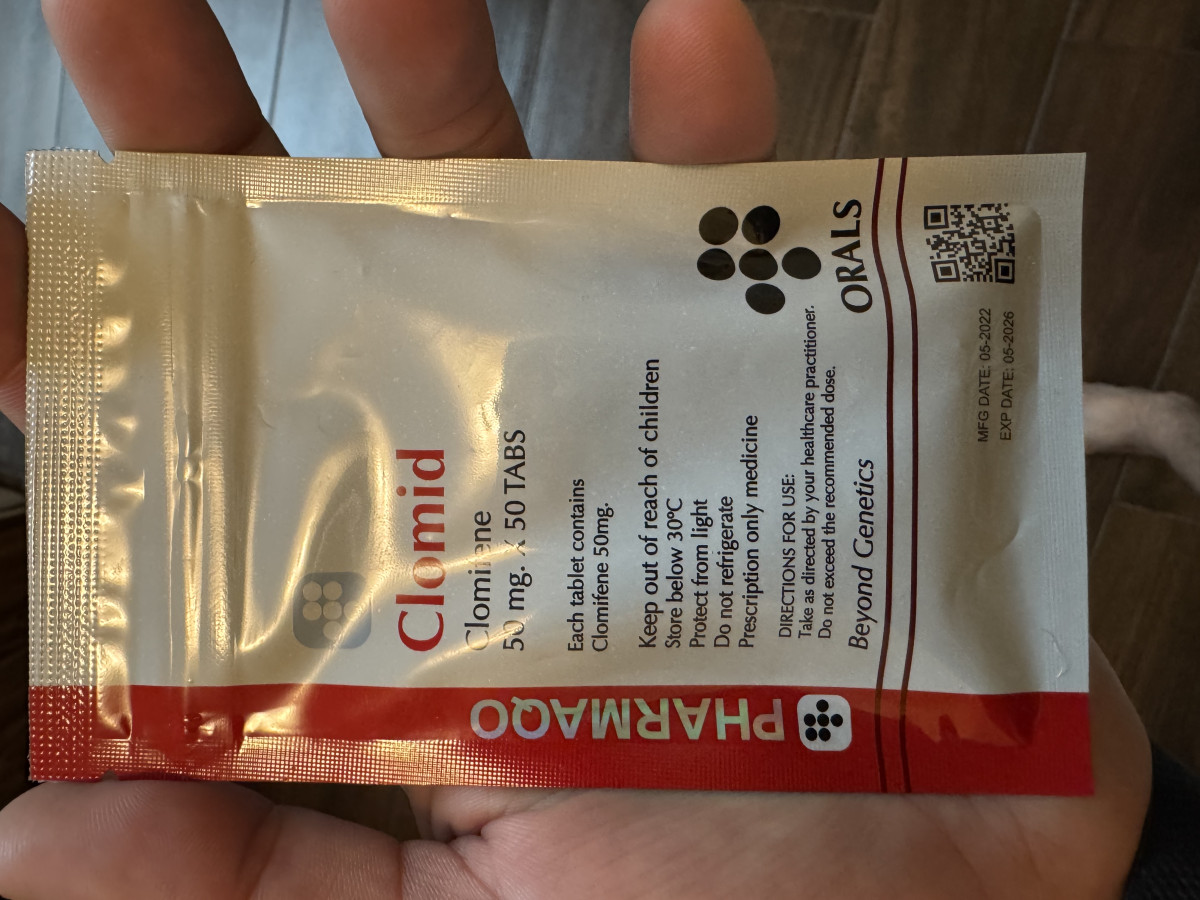 Clomid
Clomifene
50 mg. X 50 TABS
Each tablet contains
Clomifene 50mg.
Keep out of reach of children
Store below 30ºC
Protect from light
Do not refrigerate
Prescription only medicine
DIRECTIONS FOR USE:
Take as directed by your healthcare practitioner.
Do not exceed the recommended dose.
Beyond Genetics
ORALS
MFG DATE: 05-2022
EXP DATE: 05-2026
PHARMAQO